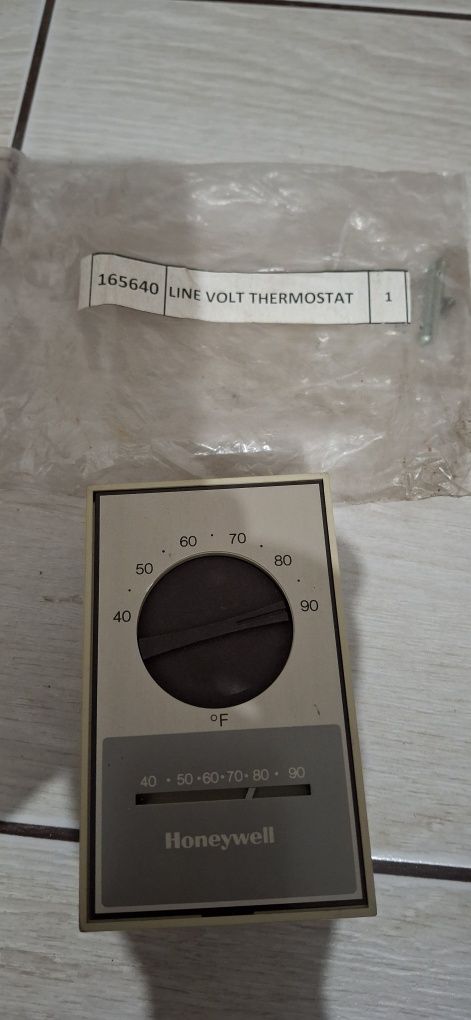 165640 LINE VOLT THERMOSTAT 1
40 · 50 · 60 · 70 · 80 · 90
°F
40 · 50 · 60 · 70 · 80 · 90
Honeywell